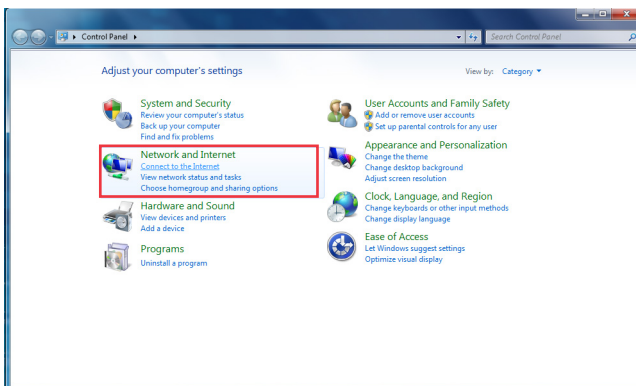 Control Panel
Search Control Panel
Adjust your computer's settings
View by: Category
System and Security
Review your computer's status
Back up your computer
Find and fix problems
Network and Internet
Connect to the Internet
View network status and tasks
Choose homegroup and sharing options
Hardware and Sound
View devices and printers
Add a device
Programs
Uninstall a program
User Accounts and Family Safety
Add or remove user accounts
Set up parental controls for any user
Appearance and Personalization
Change the theme
Change desktop background
Adjust screen resolution
Clock, Language, and Region
Change keyboards or other input methods
Change display language
Ease of Access
Let Windows suggest settings
Optimize visual display